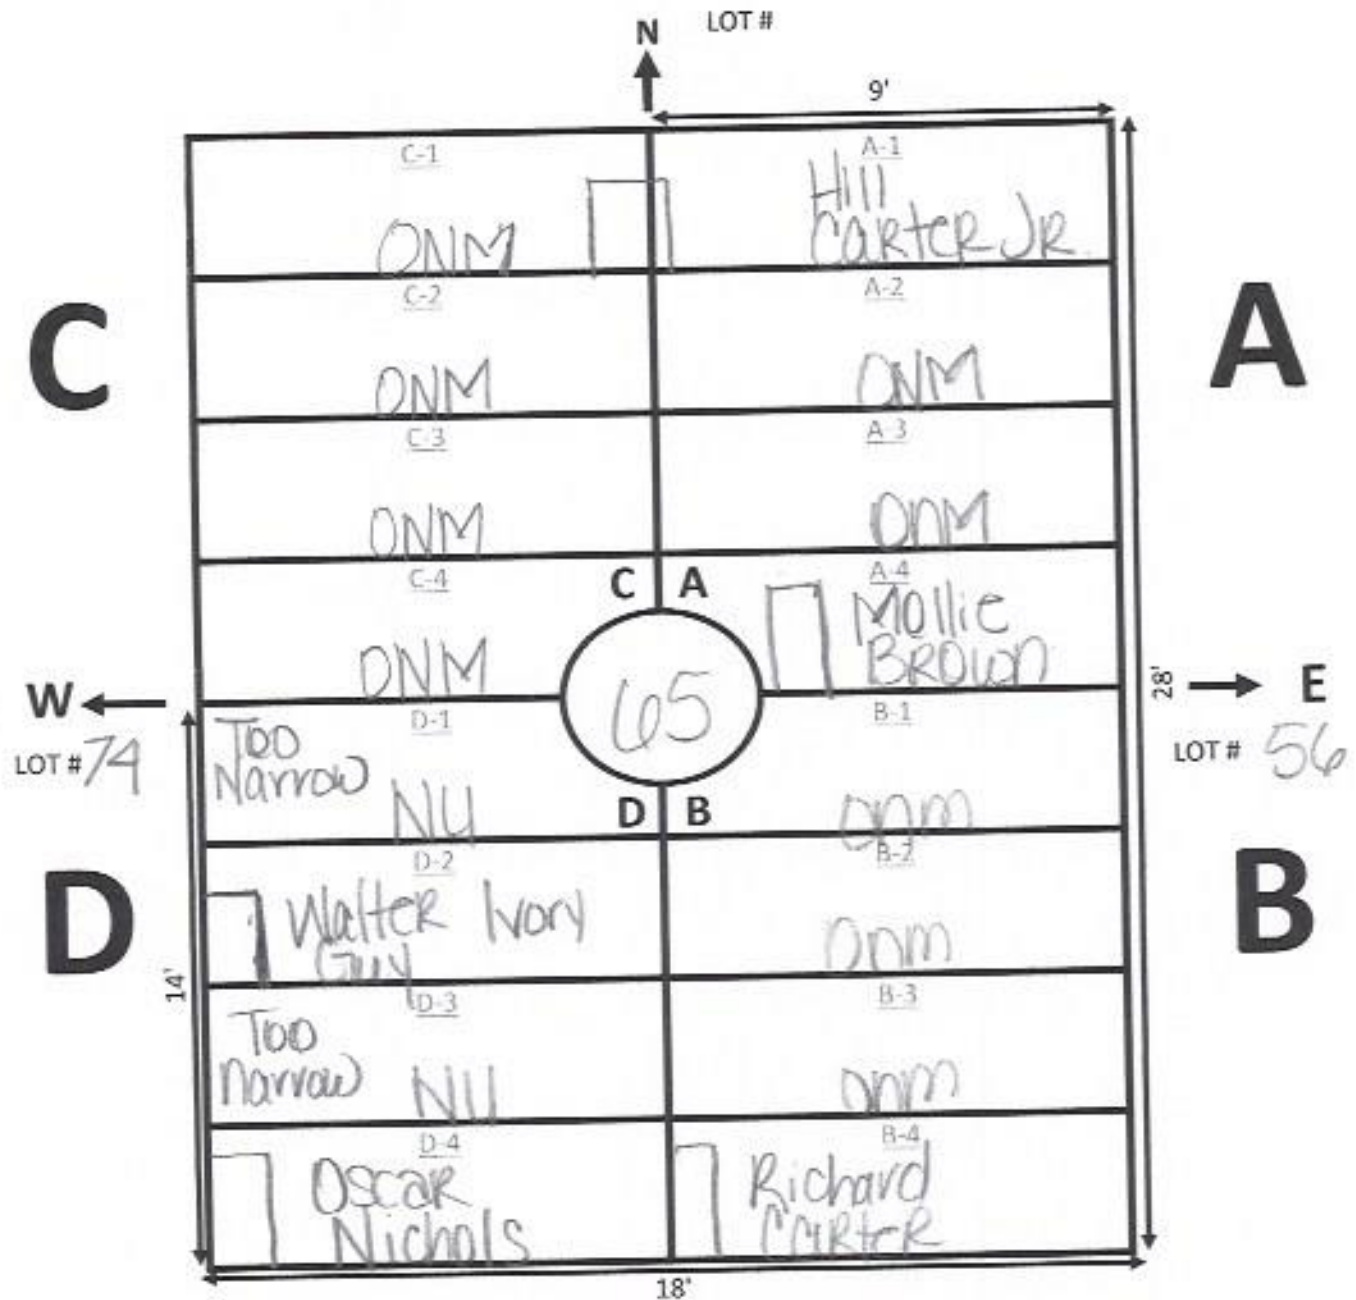 N LOT #
9'
C-1 A-1
Hill
ONM Carter Jr.
C-2 A-2
C A
ONM ONM
C-3 A-3
ONM OnM
C-4 C A A-4
Mollie
ONM Brown
W 65 28' E
D-1 B-1
Too
LOT # 74 LOT # 56
Narrow
NU D B onm
D-2 B-2
D B
Walter Ivory
Guy onm
14'
D-3 B-3
Too
narrow NU onm
D-4 B-4
Oscar Richard
Nichols Carter
18'